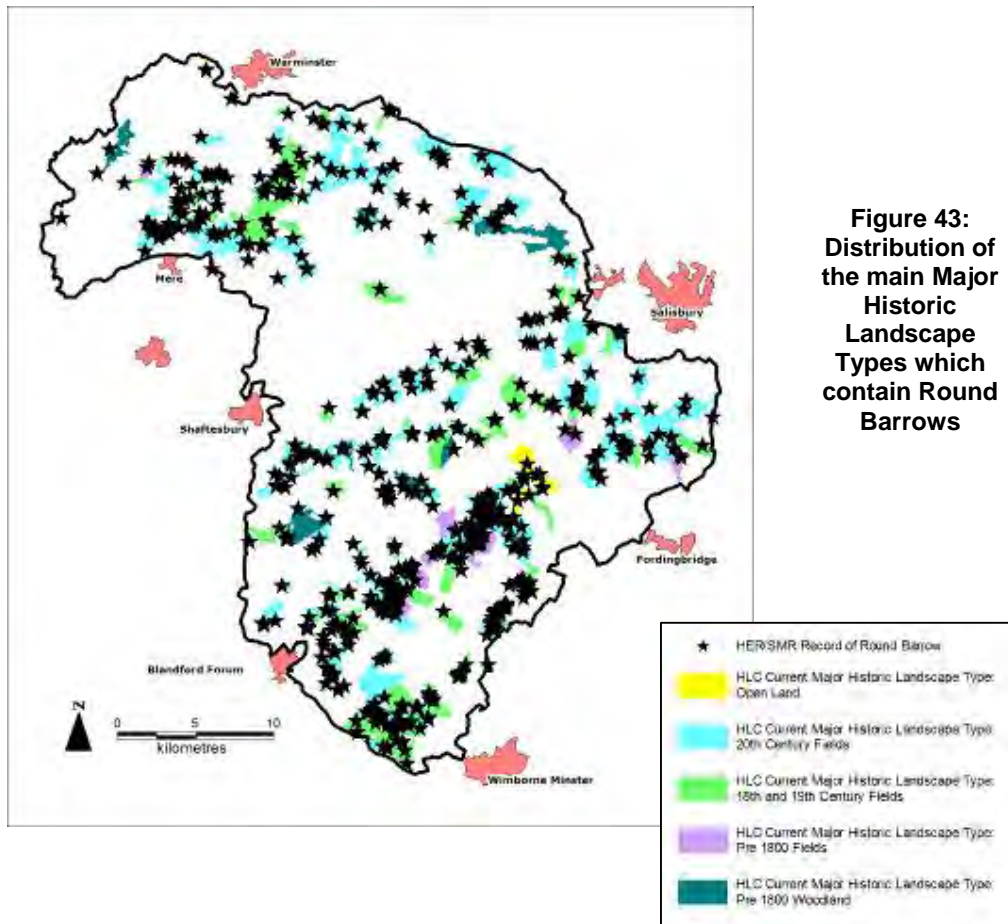 Warminster
Mere
Salisbury
Shaftesbury
Fordingbridge
Blandford Forum
Wimborne Minster
N
0 5 10
kilometres
Figure 43:
Distribution of
the main Major
Historic
Landscape
Types which
contain Round
Barrows
HER/SMR Record of Round Barrow
HLC Current Major Historic Landscape Type:
Open Land
HLC Current Major Historic Landscape Type:
20th Century Fields
HLC Current Major Historic Landscape Type:
18th and 19th Century Fields
HLC Current Major Historic Landscape Type:
Pre 1800 Fields
HLC Current Major Historic Landscape Type:
Pre 1800 Woodland